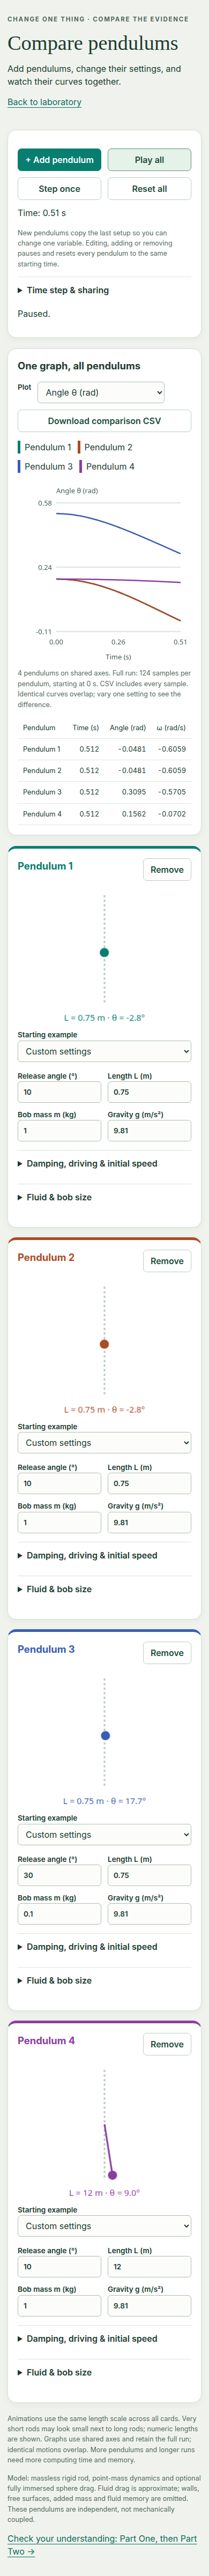 CHANGE ONE THING · COMPARE THE EVIDENCE
Compare pendulums
Add pendulums, change their settings, and
watch their curves together.
Back to laboratory
+ Add pendulum
Play all
Step once
Reset all
Time: 0.51 s
New pendulums copy the last setup so you can
change one variable. Editing, adding or removing
pauses and resets every pendulum to the same
starting time.
▶ Time step & sharing
Paused.
One graph, all pendulums
Plot
Angle θ (rad)
Download comparison CSV
Pendulum 1
Pendulum 2
Pendulum 3
Pendulum 4
Angle θ (rad)
0.58
0.24
-0.11
0.00
0.26
0.51
Time (s)
4 pendulums on shared axes. Full run: 124 samples per
pendulum, starting at 0 s. CSV includes every sample.
Identical curves overlap; vary one setting to see the
difference.
Pendulum Time (s) Angle (rad) ω (rad/s)
Pendulum 1 0.512 −0.0481 −0.6059
Pendulum 2 0.512 −0.0481 −0.6059
Pendulum 3 0.512 0.3095 −0.5705
Pendulum 4 0.512 0.1562 −0.0702
Pendulum 1
Remove
L = 0.75 m · θ = -2.8°
Starting example
Custom settings
Release angle (°) Length L (m)
10 0.75
Bob mass m (kg) Gravity g (m/s²)
1 9.81
▶ Damping, driving & initial speed
▶ Fluid & bob size
Pendulum 2
Remove
L = 0.75 m · θ = -2.8°
Starting example
Custom settings
Release angle (°) Length L (m)
10 0.75
Bob mass m (kg) Gravity g (m/s²)
1 9.81
▶ Damping, driving & initial speed
▶ Fluid & bob size
Pendulum 3
Remove
L = 0.75 m · θ = 17.7°
Starting example
Custom settings
Release angle (°) Length L (m)
30 0.75
Bob mass m (kg) Gravity g (m/s²)
0.1 9.81
▶ Damping, driving & initial speed
▶ Fluid & bob size
Pendulum 4
Remove
L = 12 m · θ = 9.0°
Starting example
Custom settings
Release angle (°) Length L (m)
10 12
Bob mass m (kg) Gravity g (m/s²)
1 9.81
▶ Damping, driving & initial speed
▶ Fluid & bob size
Animations use the same length scale across all cards. Very
short rods may look small next to long rods; numeric lengths
are shown. Graphs use shared axes and retain the full run;
identical motions overlap. More pendulums and longer runs
need more computing time and memory.
Model: massless rigid rod, point-mass dynamics and optional
fully immersed sphere drag. Fluid drag is approximate; walls,
free surfaces, added mass and fluid memory are omitted.
These pendulums are independent, not mechanically
coupled.
Check your understanding: Part One, then Part
Two →